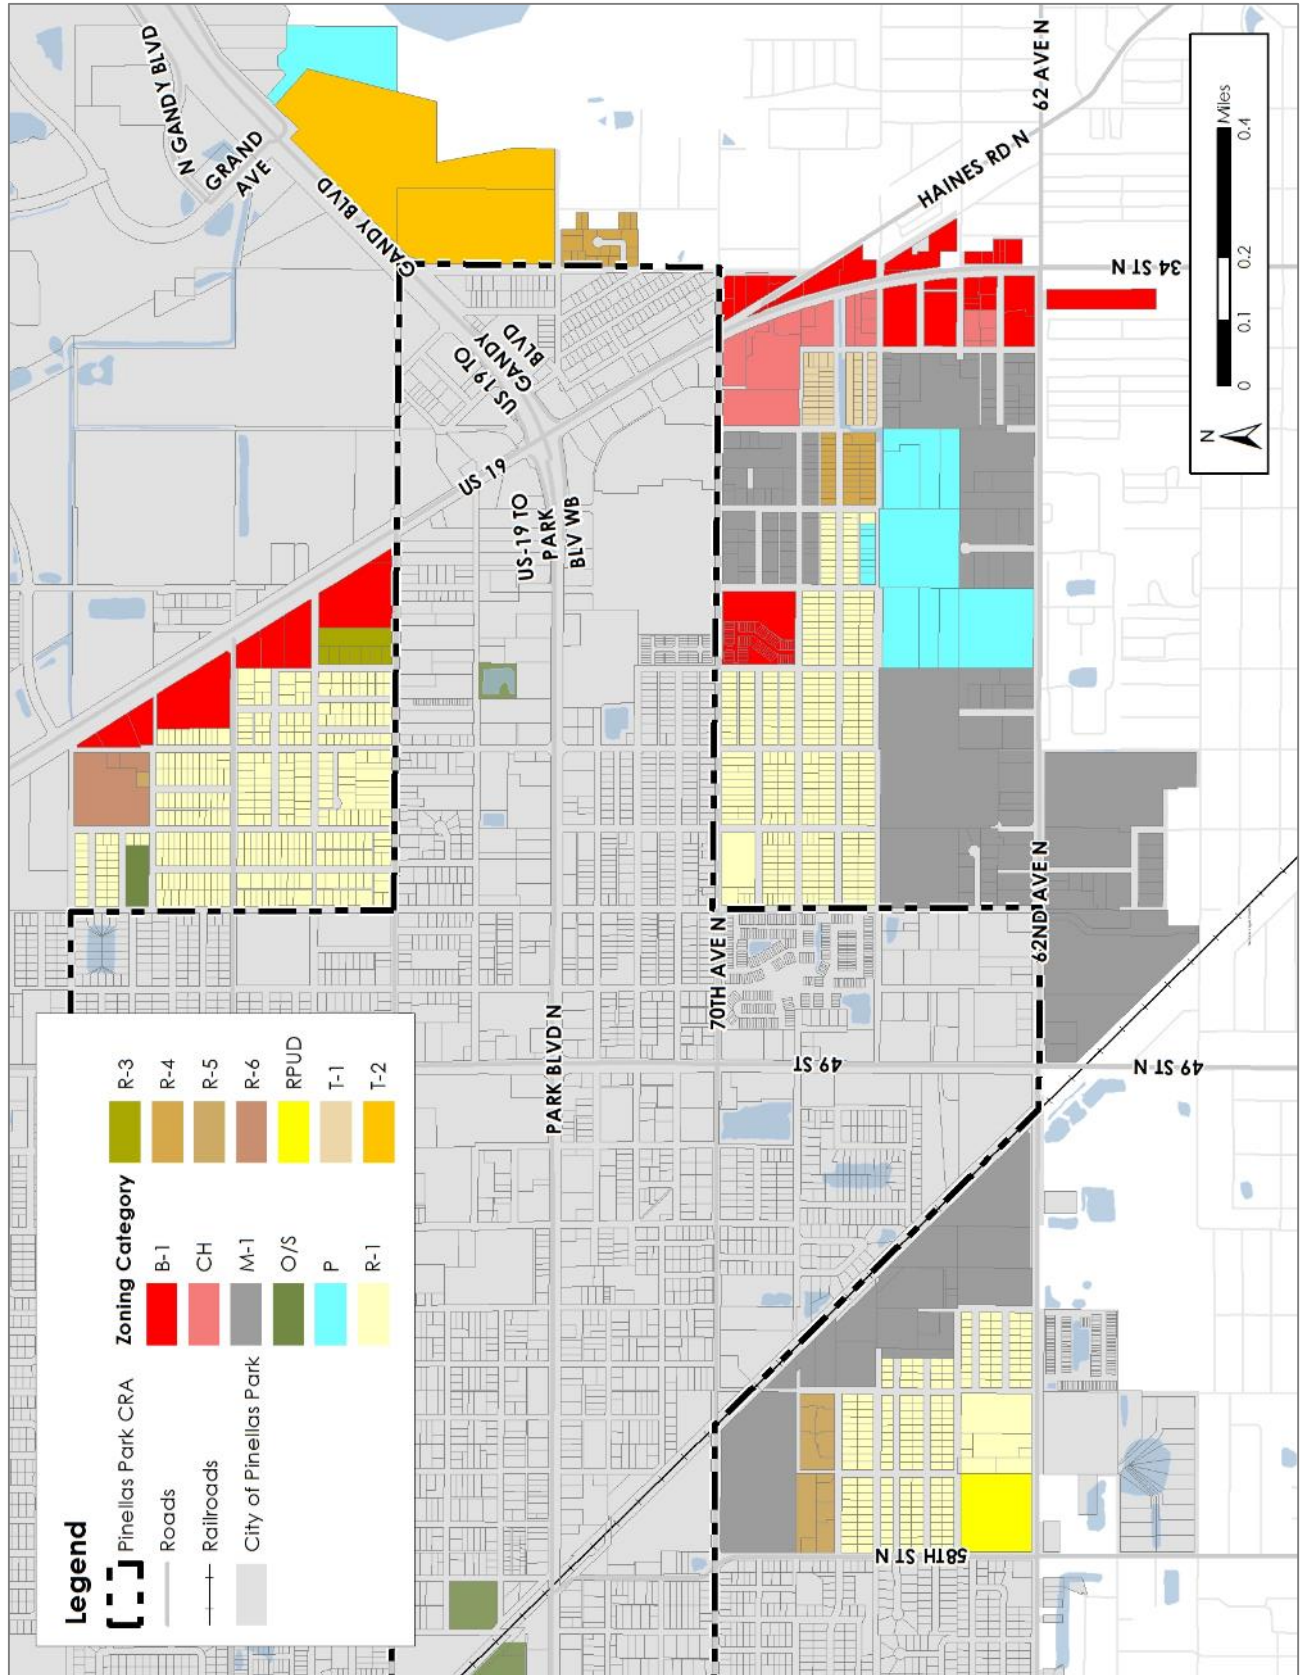 Legend
Pinellas Park CRA
Roads
Railroads
City of Pinellas Park
Zoning Category
B-1
CH
M-1
O/S
P
R-1
R-3
R-4
R-5
R-6
RPUD
T-1
T-2
N GANDY BLVD
GRAND
AVE
GANDY BLVD
GANDY BLVD
US 19 TO
GANDY
BLVD
US 19
US-19 TO
PARK
BLV WB
PARK BLVD N
70TH AVE N
49 ST
49 ST N
62ND AVE N
62 AVE N
HAINES RD N
34 ST N
58TH ST N
N
0
0.1
0.2
0.4
Miles